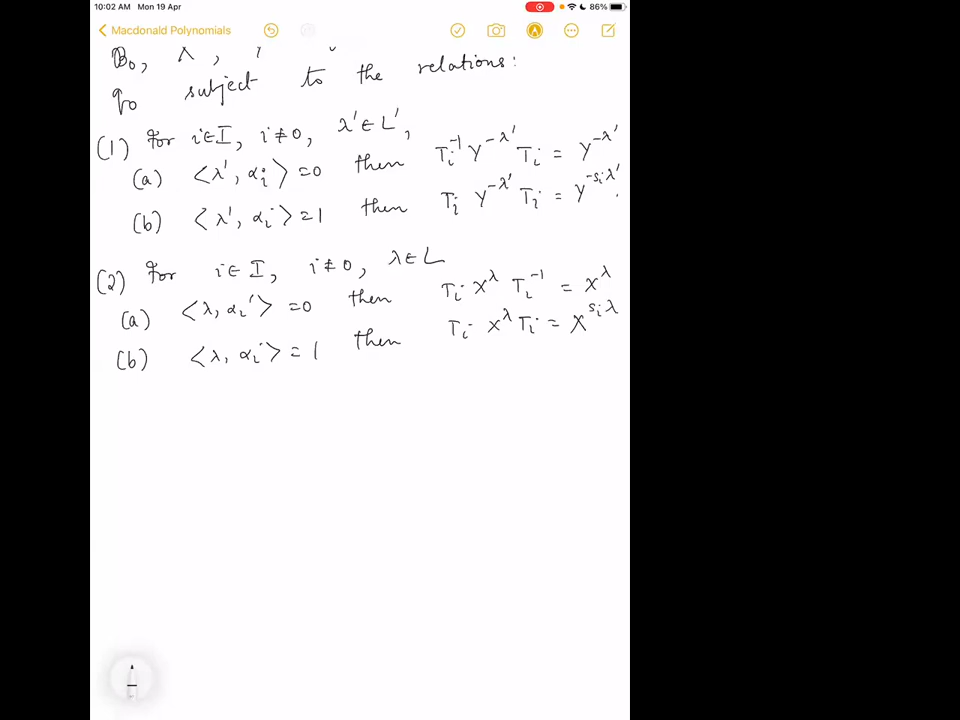 10:02 AM Mon 19 Apr
86%
Macdonald Polynomials
B₀, X ,
q₀ subject to the relations:
(1) For i ∈ I, i ≠ 0, λ' ∈ L',
(a) <λ', αᵢ> = 0 then Tᵢ⁻¹ Y^{-λ'} Tᵢ = Y^{-λ'}
(b) <λ', αᵢ> = 1 then Tᵢ Y^{-λ'} Tᵢ = Y^{-sᵢλ'} .
(2) For i ∈ I, i ≠ 0, λ ∈ L
(a) <λ, αᵢ'> = 0 then Tᵢ X^λ Tᵢ⁻¹ = X^λ
(b) <λ, αᵢ'> = 1 then Tᵢ X^λ Tᵢ = X^{sᵢλ}